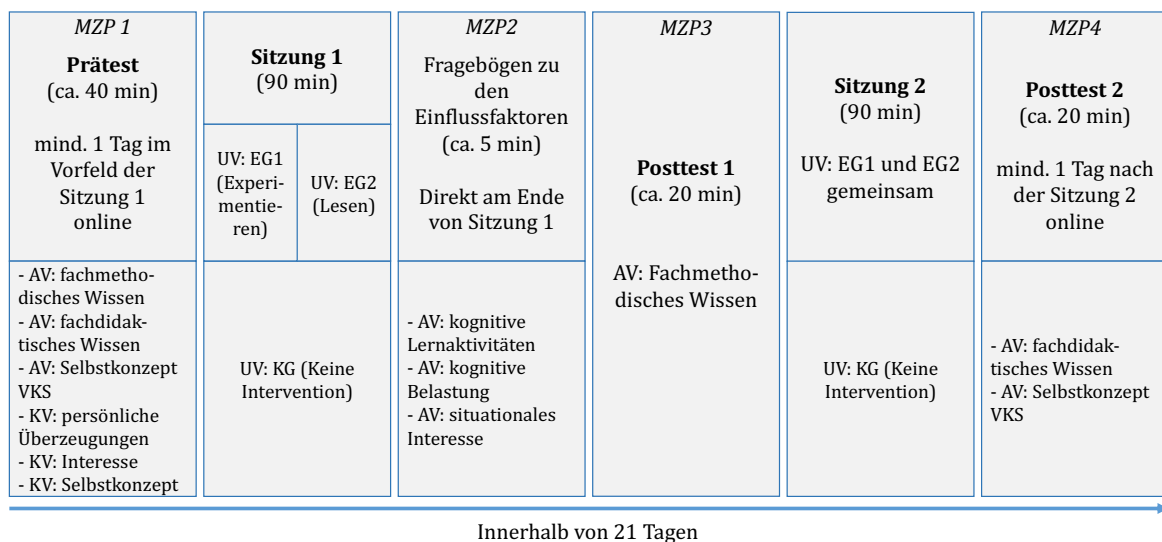 MZP 1
Prätest
(ca. 40 min)
mind. 1 Tag im
Vorfeld der
Sitzung 1
online
- AV: fachmetho-
disches Wissen
- AV: fachdidak-
tisches Wissen
- AV: Selbstkonzept
VKS
- KV: persönliche
Überzeugungen
- KV: Interesse
- KV: Selbstkonzept
Sitzung 1
(90 min)
UV: EG1
(Experi-
mentie-
ren)
UV: EG2
(Lesen)
UV: KG (Keine
Intervention)
MZP2
Fragebögen zu
den
Einflussfaktoren
(ca. 5 min)
Direkt am Ende
von Sitzung 1
- AV: kognitive
Lernaktivitäten
- AV: kognitive
Belastung
- AV: situationales
Interesse
MZP3
Posttest 1
(ca. 20 min)
AV: Fachmetho-
disches Wissen
Sitzung 2
(90 min)
UV: EG1 und EG2
gemeinsam
UV: KG (Keine
Intervention)
MZP4
Posttest 2
(ca. 20 min)
mind. 1 Tag nach
der Sitzung 2
online
- AV: fachdidak-
tisches Wissen
- AV: Selbstkonzept
VKS
Innerhalb von 21 Tagen